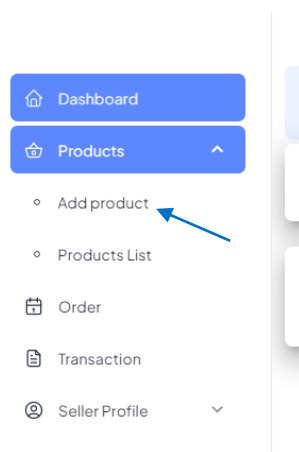 Dashboard
Products
Add product
Products List
Order
Transaction
Seller Profile